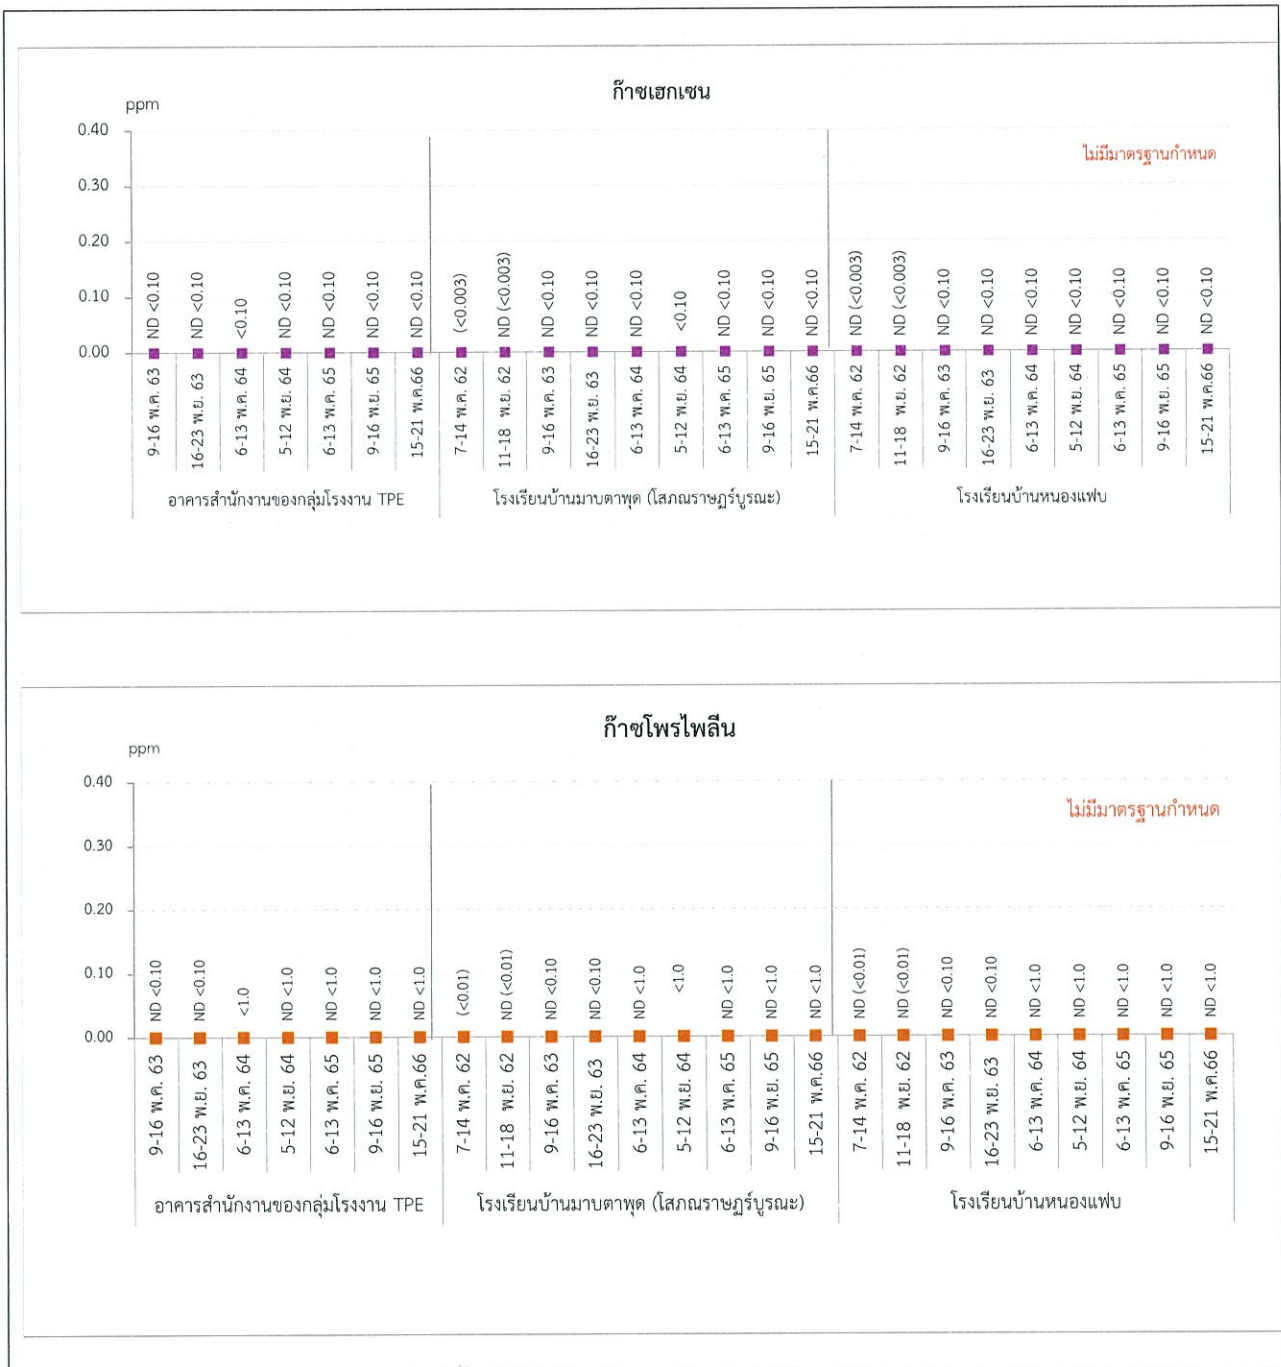 ก๊าซเฮกเซน
ppm
ไม่มีมาตรฐานกำหนด
0.40
0.30
0.20
0.10
0.00
ND <0.10
ND <0.10
<0.10
ND <0.10
ND <0.10
ND <0.10
ND <0.10
(<0.003)
ND (<0.003)
ND <0.10
ND <0.10
ND <0.10
<0.10
ND <0.10
ND <0.10
ND <0.10
ND (<0.003)
ND (<0.003)
ND <0.10
ND <0.10
ND <0.10
ND <0.10
ND <0.10
ND <0.10
ND <0.10
9-16 พ.ค. 63
16-23 พ.ย. 63
6-13 พ.ค. 64
5-12 พ.ย. 64
6-13 พ.ค. 65
9-16 พ.ย. 65
15-21 พ.ค.66
7-14 พ.ค. 62
11-18 พ.ย. 62
9-16 พ.ค. 63
16-23 พ.ย. 63
6-13 พ.ค. 64
5-12 พ.ย. 64
6-13 พ.ค. 65
9-16 พ.ย. 65
15-21 พ.ค.66
7-14 พ.ค. 62
11-18 พ.ย. 62
9-16 พ.ค. 63
16-23 พ.ย. 63
6-13 พ.ค. 64
5-12 พ.ย. 64
6-13 พ.ค. 65
9-16 พ.ย. 65
15-21 พ.ค.66
อาคารสำนักงานของกลุ่มโรงงาน TPE
โรงเรียนบ้านมาบตาพุด (โสภณราษฎร์บูรณะ)
โรงเรียนบ้านหนองแฟบ
ก๊าซโพรไพลีน
ppm
ไม่มีมาตรฐานกำหนด
0.40
0.30
0.20
0.10
0.00
ND <0.10
ND <0.10
<1.0
ND <1.0
ND <1.0
ND <1.0
ND <1.0
(<0.01)
ND (<0.01)
ND <0.10
ND <0.10
ND <1.0
<1.0
ND <1.0
ND <1.0
ND <1.0
ND (<0.01)
ND (<0.01)
ND <0.10
ND <0.10
ND <1.0
ND <1.0
ND <1.0
ND <1.0
ND <1.0
9-16 พ.ค. 63
16-23 พ.ย. 63
6-13 พ.ค. 64
5-12 พ.ย. 64
6-13 พ.ค. 65
9-16 พ.ย. 65
15-21 พ.ค.66
7-14 พ.ค. 62
11-18 พ.ย. 62
9-16 พ.ค. 63
16-23 พ.ย. 63
6-13 พ.ค. 64
5-12 พ.ย. 64
6-13 พ.ค. 65
9-16 พ.ย. 65
15-21 พ.ค.66
7-14 พ.ค. 62
11-18 พ.ย. 62
9-16 พ.ค. 63
16-23 พ.ย. 63
6-13 พ.ค. 64
5-12 พ.ย. 64
6-13 พ.ค. 65
9-16 พ.ย. 65
15-21 พ.ค.66
อาคารสำนักงานของกลุ่มโรงงาน TPE
โรงเรียนบ้านมาบตาพุด (โสภณราษฎร์บูรณะ)
โรงเรียนบ้านหนองแฟบ